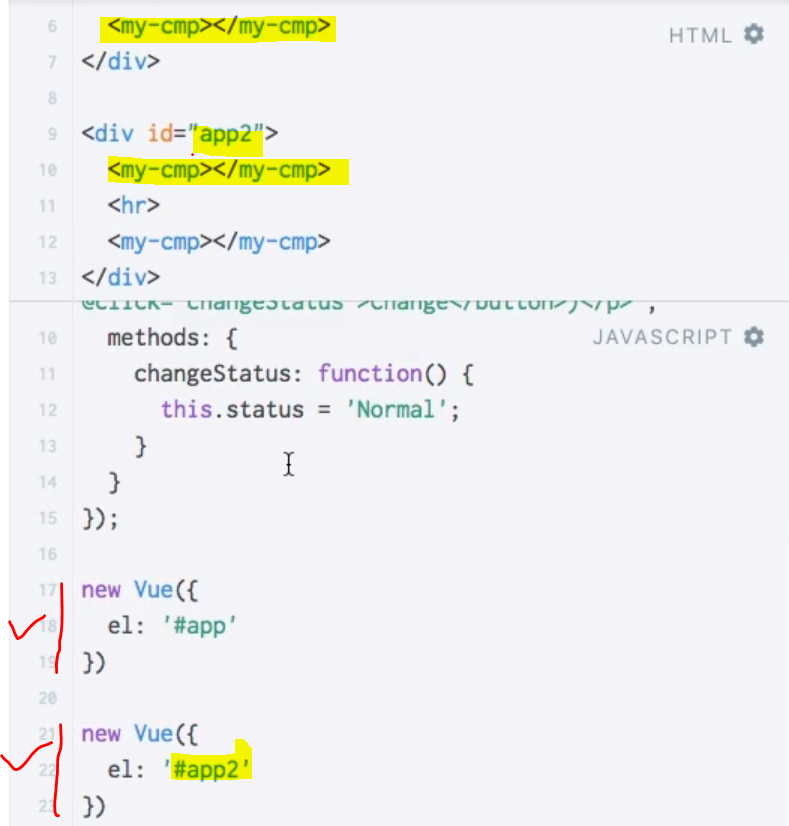 6 <my-cmp></my-cmp>
HTML
7 </div>
8
9 <div id="app2">
10 <my-cmp></my-cmp>
11 <hr>
12 <my-cmp></my-cmp>
13 </div>
@click="changeStatus">Change</button>)</p>',
10 methods: {
JAVASCRIPT
11 changeStatus: function() {
12 this.status = 'Normal';
13 }
14 }
15 });
16
17 new Vue({
18 el: '#app'
19 })
20
21 new Vue({
22 el: '#app2'
23 })